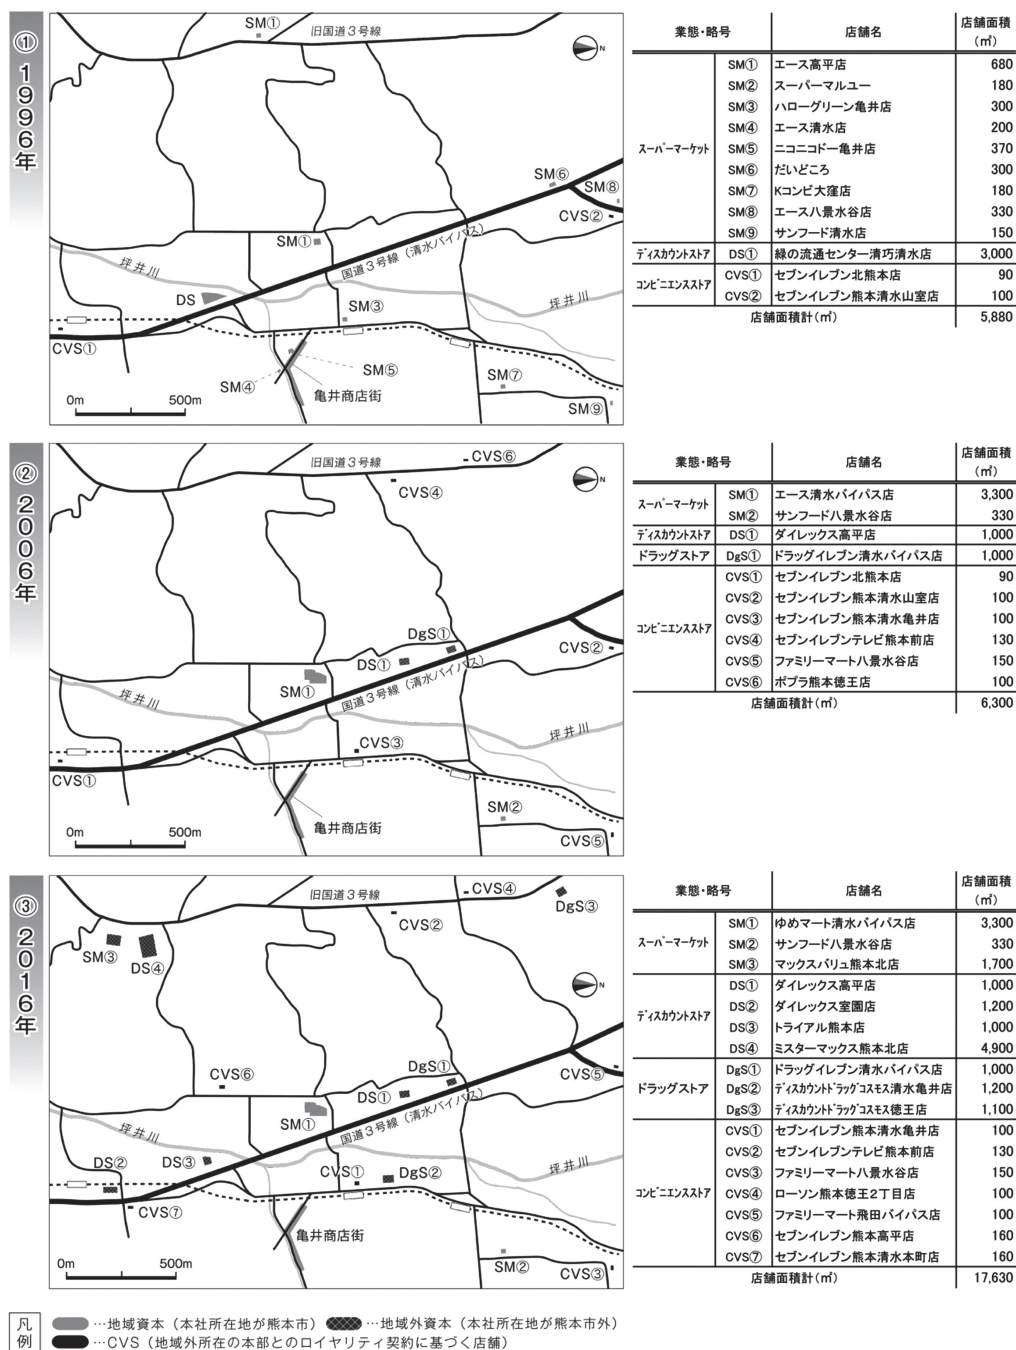 ① 1996年
SM①
旧国道3号線
N
SM⑥
SM⑧
CVS②
SM①
国道3号線（清水バイパス）
坪井川
DS
SM③
坪井川
CVS①
SM④
SM⑤
亀井商店街
SM⑦
SM⑨
0m 500m
業態・略号 店舗名 店舗面積（㎡）
スーパーマーケット
SM① エース高平店 680
SM② スーパーマルユー 180
SM③ ハローグリーン亀井店 300
SM④ エース清水店 200
SM⑤ ニコニコドー亀井店 370
SM⑥ だいどころ 300
SM⑦ Kコンビ大窪店 180
SM⑧ エース八景水谷店 330
SM⑨ サンフード清水店 150
ディスカウントストア DS① 緑の流通センター清巧清水店 3,000
コンビニエンスストア
CVS① セブンイレブン北熊本店 90
CVS② セブンイレブン熊本清水山室店 100
店舗面積計（㎡） 5,880
② 2006年
旧国道3号線
CVS⑥
CVS④
N
DgS①
CVS②
DS①
SM①
国道3号線（清水バイパス）
坪井川
CVS③
坪井川
CVS①
SM②
亀井商店街
CVS⑤
0m 500m
業態・略号 店舗名 店舗面積（㎡）
スーパーマーケット
SM① エース清水バイパス店 3,300
SM② サンフード八景水谷店 330
ディスカウントストア DS① ダイレックス高平店 1,000
ドラッグストア DgS① ドラッグイレブン清水バイパス店 1,000
コンビニエンスストア
CVS① セブンイレブン北熊本店 90
CVS② セブンイレブン熊本清水山室店 100
CVS③ セブンイレブン熊本清水亀井店 100
CVS④ セブンイレブンテレビ熊本前店 130
CVS⑤ ファミリーマート八景水谷店 150
CVS⑥ ポプラ熊本徳王店 100
店舗面積計（㎡） 6,300
③ 2016年
旧国道3号線
CVS④
DgS③
CVS②
SM③
DS④
N
CVS⑥
DgS①
CVS⑤
DS①
SM①
国道3号線（清水バイパス）
坪井川
DS②
DS③
CVS①
DgS②
坪井川
CVS⑦
亀井商店街
SM②
CVS③
0m 500m
業態・略号 店舗名 店舗面積（㎡）
スーパーマーケット
SM① ゆめマート清水バイパス店 3,300
SM② サンフード八景水谷店 330
SM③ マックスバリュ熊本北店 1,700
ディスカウントストア
DS① ダイレックス高平店 1,000
DS② ダイレックス室園店 1,200
DS③ トライアル熊本店 1,000
DS④ ミスターマックス熊本北店 4,900
ドラッグストア
DgS① ドラッグイレブン清水バイパス店 1,000
DgS② ディスカウントドラッグコスモス清水亀井店 1,200
DgS③ ディスカウントドラッグコスモス徳王店 1,100
コンビニエンスストア
CVS① セブンイレブン熊本清水亀井店 100
CVS② セブンイレブンテレビ熊本前店 130
CVS③ ファミリーマート八景水谷店 150
CVS④ ローソン熊本徳王2丁目店 100
CVS⑤ ファミリーマート飛田バイパス店 100
CVS⑥ セブンイレブン熊本高平店 160
CVS⑦ セブンイレブン熊本清水本町店 160
店舗面積計（㎡） 17,630
凡例
…地域資本（本社所在地が熊本市） …地域外資本（本社所在地が熊本市外）
…CVS（地域外所在の本部とのロイヤリティ契約に基づく店舗）